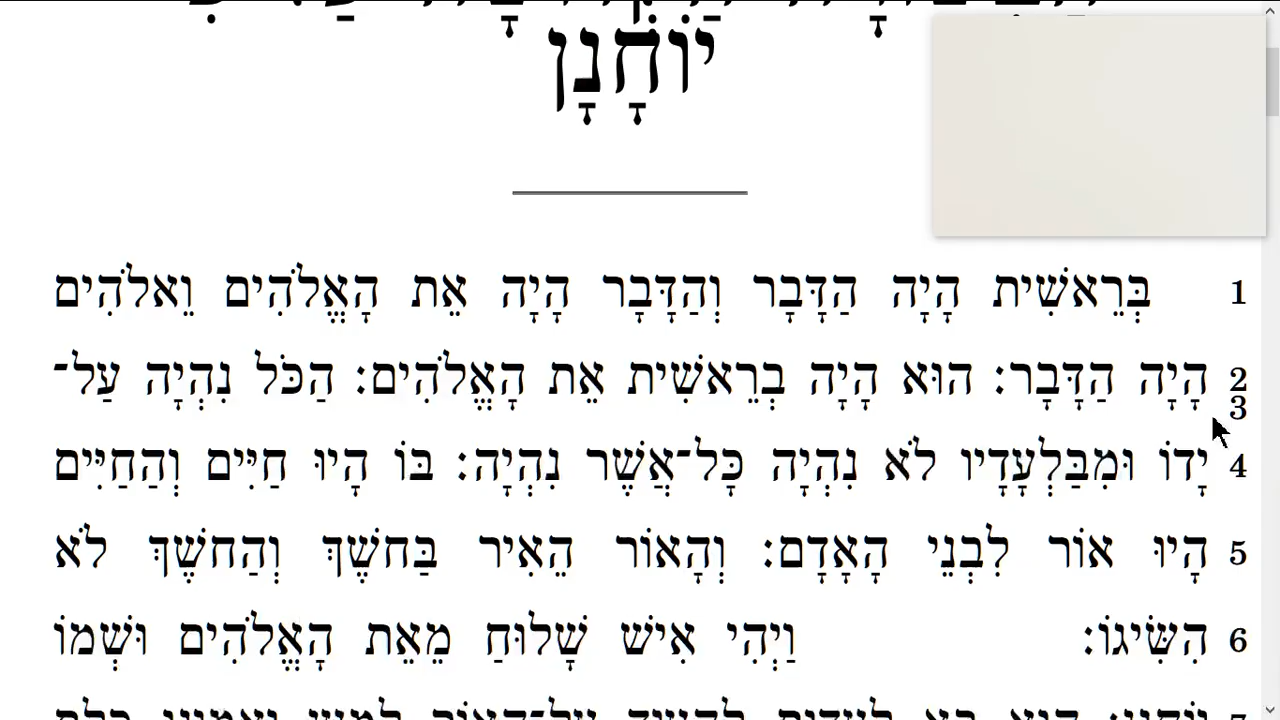 יוֹחָנָן
1 בְּרֵאשִׁית הָיָה הַדָּבָר וְהַדָּבָר הָיָה אֵת הָאֱלֹהִים וֵאלֹהִים
2 הָיָה הַדָּבָר: הוּא הָיָה בְרֵאשִׁית אֵת הָאֱלֹהִים: הַכֹּל נִהְיָה עַל־
3
4 יָדוֹ וּמִבַּלְעָדָיו לֹא נִהְיָה כָּל־אֲשֶׁר נִהְיָה: בּוֹ הָיוּ חַיִּים וְהַחַיִּים
5 הָיוּ אוֹר לִבְנֵי הָאָדָם: וְהָאוֹר הֵאִיר בַּחשֶׁךְ וְהַחשֶׁךְ לֹא
6 הִשִּׂיגוֹ: וַיְהִי אִישׁ שָׁלוּחַ מֵאֵת הָאֱלֹהִים וּשְׁמוֹ